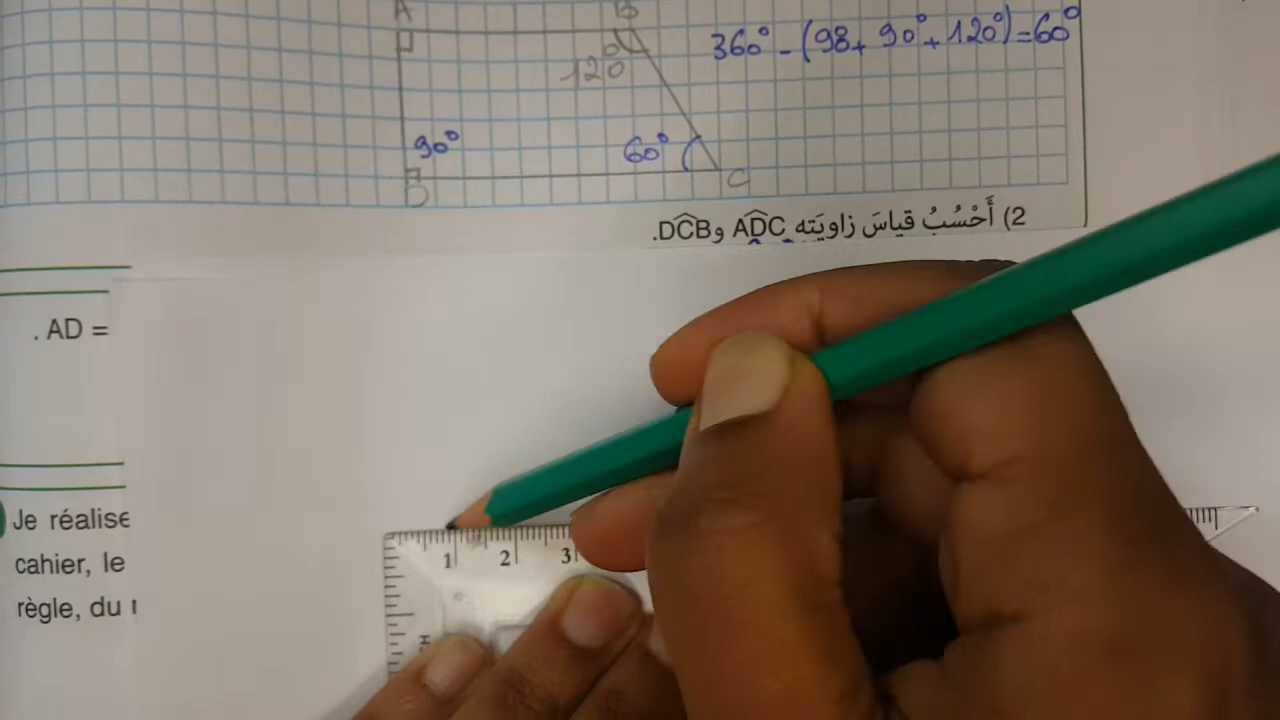 A B
360° - (98 + 90° + 120°) = 60°
120°
90° 60°
D C
2) أَحْسُبُ قياسَ زاويَته ADC وDCB.
. AD =
Je réalise
cahier, le
règle, du
1 2 3